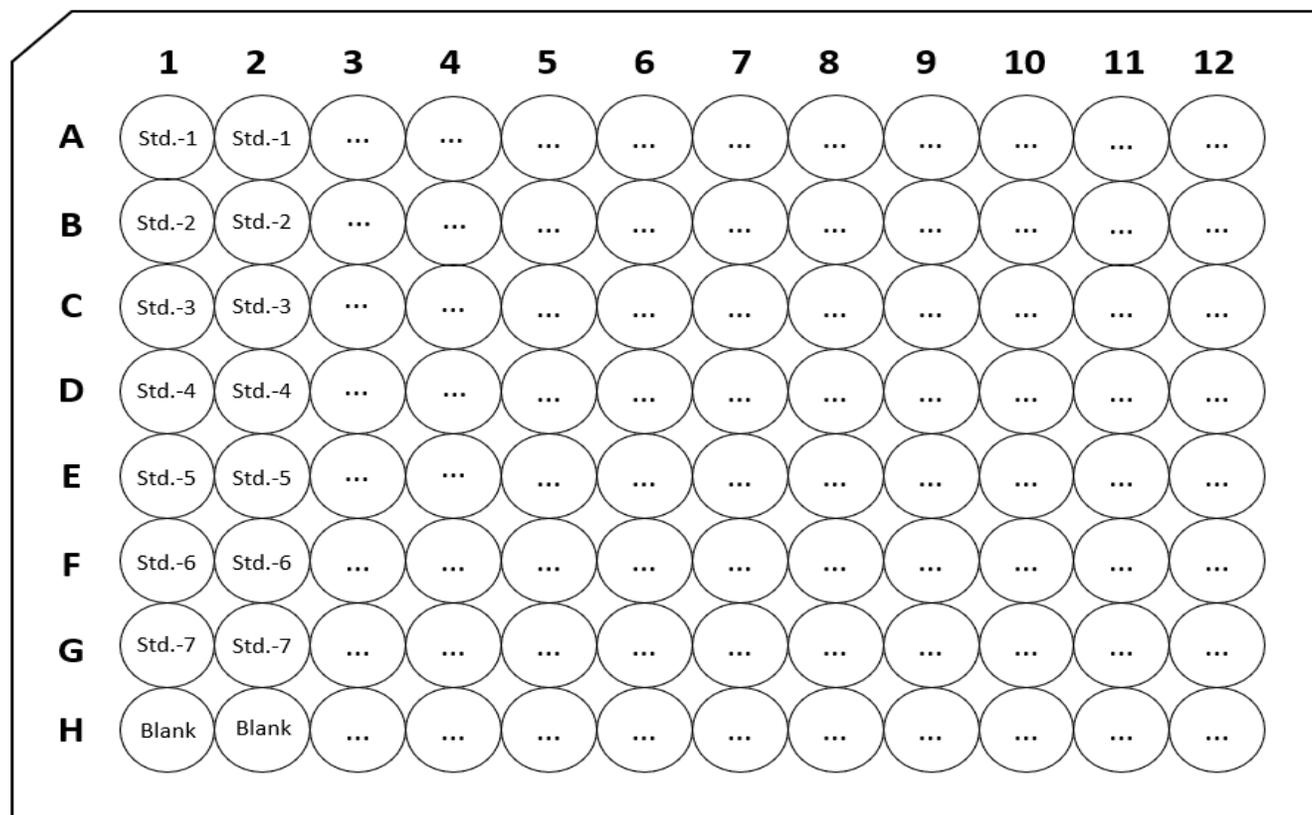 1 2 3 4 5 6 7 8 9 10 11 12
A Std.-1 Std.-1 ... ... ... ... ... ... ... ... ... ...
B Std.-2 Std.-2 ... ... ... ... ... ... ... ... ... ...
C Std.-3 Std.-3 ... ... ... ... ... ... ... ... ... ...
D Std.-4 Std.-4 ... ... ... ... ... ... ... ... ... ...
E Std.-5 Std.-5 ... ... ... ... ... ... ... ... ... ...
F Std.-6 Std.-6 ... ... ... ... ... ... ... ... ... ...
G Std.-7 Std.-7 ... ... ... ... ... ... ... ... ... ...
H Blank Blank ... ... ... ... ... ... ... ... ... ...